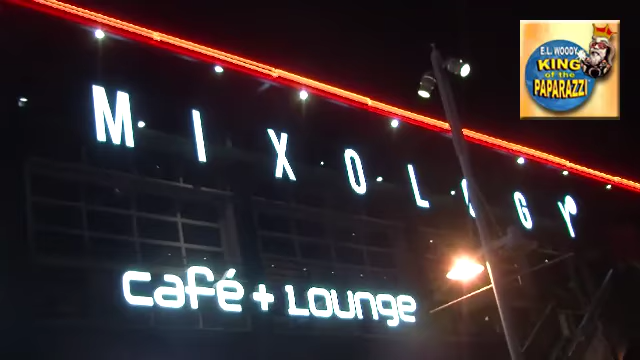 E.L. WOODY
KING
of the
PAPARAZZI
MIXOLOGY
café + Lounge